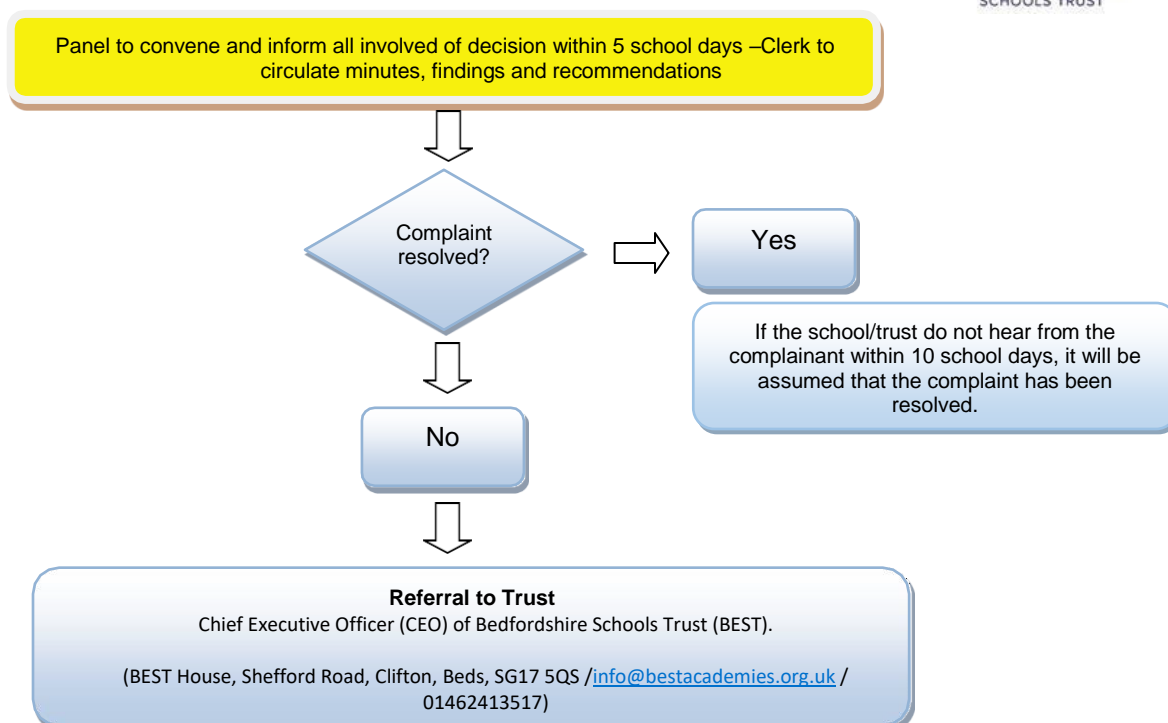 SCHOOLS TRUST
Panel to convene and inform all involved of decision within 5 school days –Clerk to
circulate minutes, findings and recommendations
Complaint
resolved?
Yes
If the school/trust do not hear from the
complainant within 10 school days, it will be
assumed that the complaint has been
resolved.
No
Referral to Trust
Chief Executive Officer (CEO) of Bedfordshire Schools Trust (BEST).
(BEST House, Shefford Road, Clifton, Beds, SG17 5QS /info@bestacademies.org.uk /
01462413517)